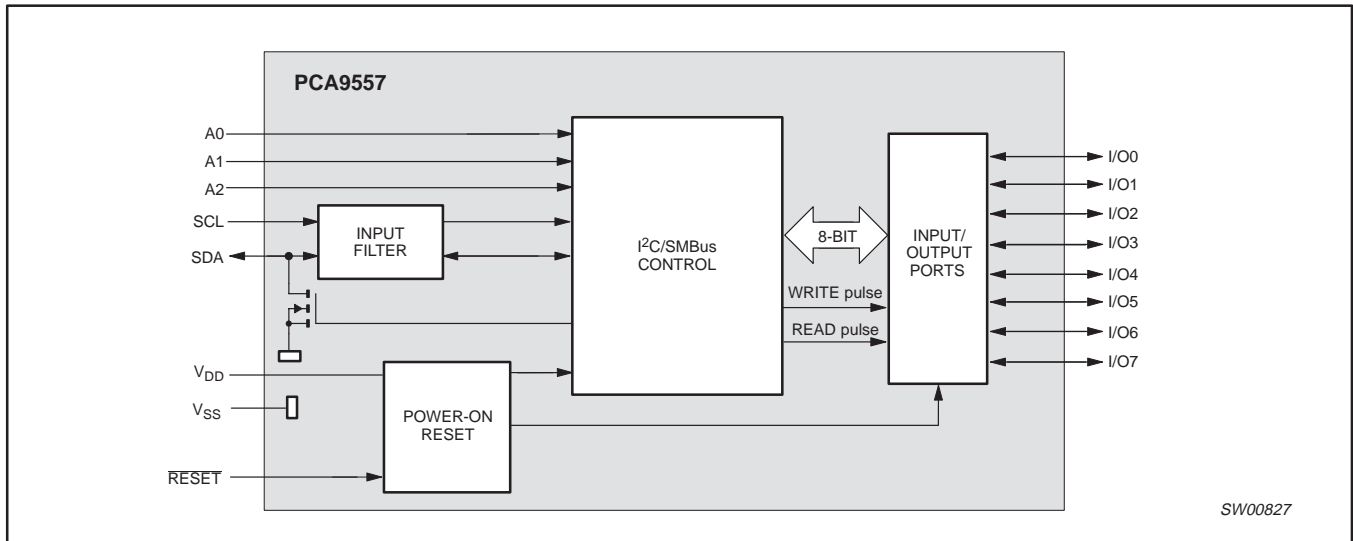 PCA9557
A0
A1
A2
SCL
SDA
INPUT
FILTER
I²C/SMBus
CONTROL
8-BIT
WRITE pulse
READ pulse
INPUT/
OUTPUT
PORTS
I/O0
I/O1
I/O2
I/O3
I/O4
I/O5
I/O6
I/O7
VDD
VSS
RESET
POWER-ON
RESET
SW00827